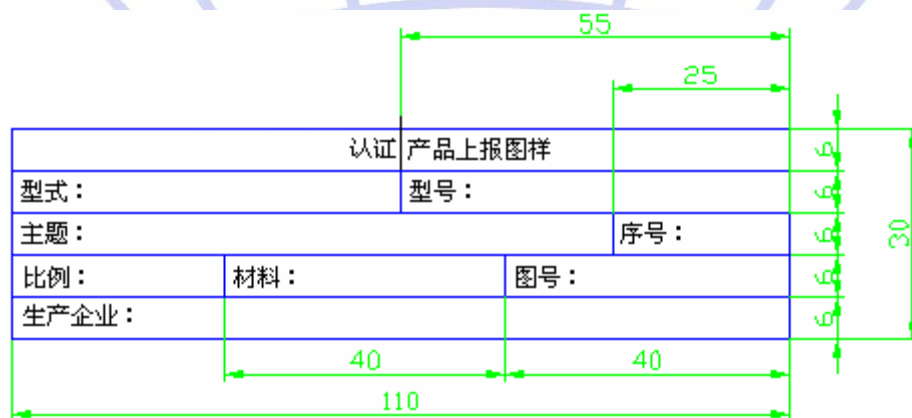 55
25
认证产品上报图样 6
型式： 型号： 6
主题： 序号： 6 30
比例： 材料： 图号： 6
生产企业： 6
40 40
110